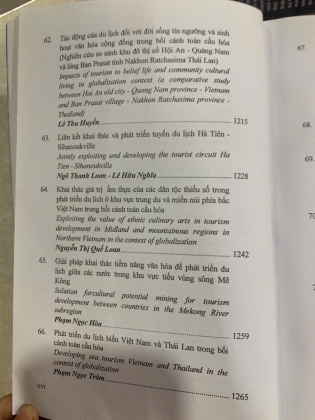 62. Tác động của du lịch đối với đời sống tín ngưỡng và sinh
hoạt văn hóa cộng đồng trong bối cảnh toàn cầu hóa
(Nghiên cứu so sánh khu đô thị cổ Hội An - Quảng Nam
và làng Ban Prasat tỉnh Nakhon Ratchasima Thái Lan)
Impacts of tourism to belief life and community cultural
living in globalization context (a comparative study
between Hoi An old city - Quang Nam province - Vietnam
and Ban Prasat village - Nakhon Ratchasima province -
Thailand)
Lê Thu Huyền 1215
63. Liên kết khai thác và phát triển tuyến du lịch Hà Tiên -
Sihanoukville
Jointly exploiting and developing the tourist circuit Ha
Tien - Sihanoukville
Ngô Thanh Loan - Lê Hữu Nghĩa 1228
64. Khai thác giá trị ẩm thực của các dân tộc thiểu số trong
phát triển du lịch ở khu vực trung du và miền núi phía bắc
Việt Nam trong bối cảnh toàn cầu hóa
Exploiting the value of ethnic culinary arts in tourism
development in Midland and mountainous regions in
Northern Vietnam in the context of globalization
Nguyễn Thị Quế Loan 1242
65. Giải pháp khai thác tiềm năng văn hóa để phát triển du
lịch giữa các nước trong khu vực tiểu vùng sông Mê
Kông
Solution forcultural potential mining for tourism
development between countries in the Mekong River
subregion
Phạm Ngọc Hòa 1259
66. Phát triển du lịch biển Việt Nam và Thái Lan trong bối
cảnh toàn cầu hóa
Developing sea tourism Vietnam and Thailand in the
context of globalization
Phạm Ngọc Trâm 1265
xvi
67.
68
69
70
7